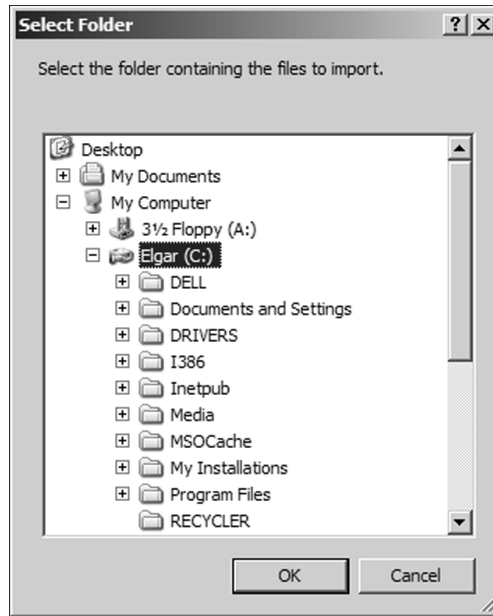 Select Folder
Select the folder containing the files to import.
Desktop
My Documents
My Computer
3½ Floppy (A:)
Elgar (C:)
DELL
Documents and Settings
DRIVERS
I386
Inetpub
Media
MSOCache
My Installations
Program Files
RECYCLER
OK
Cancel